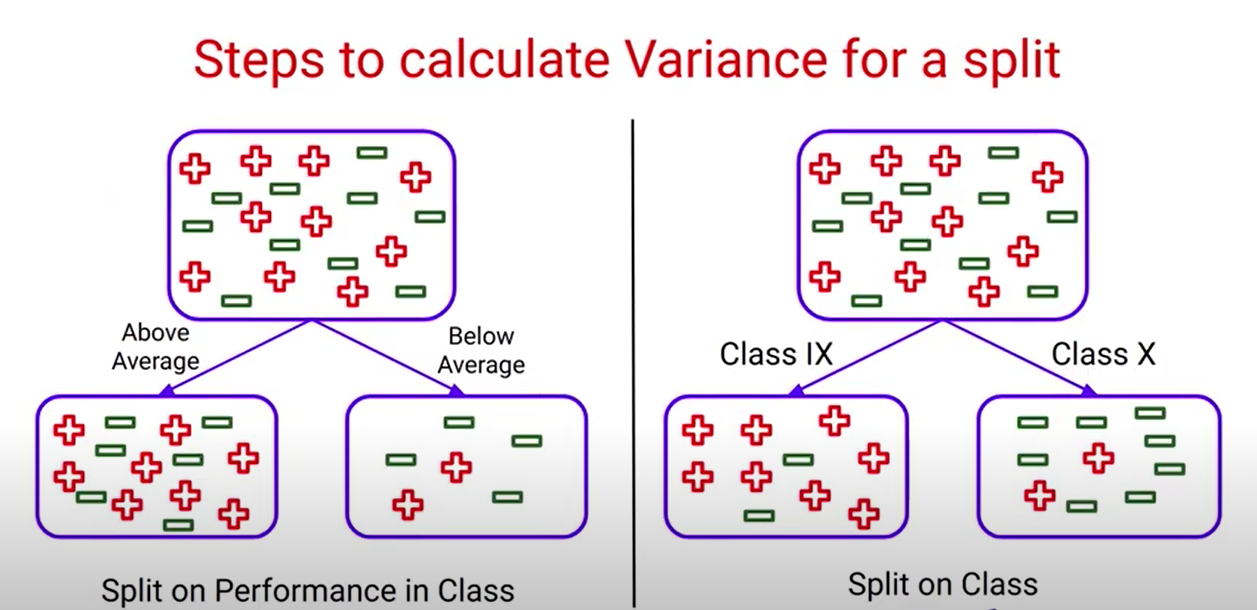 Steps to calculate Variance for a split
Above
Average
Below
Average
Class IX
Class X
Split on Performance in Class
Split on Class